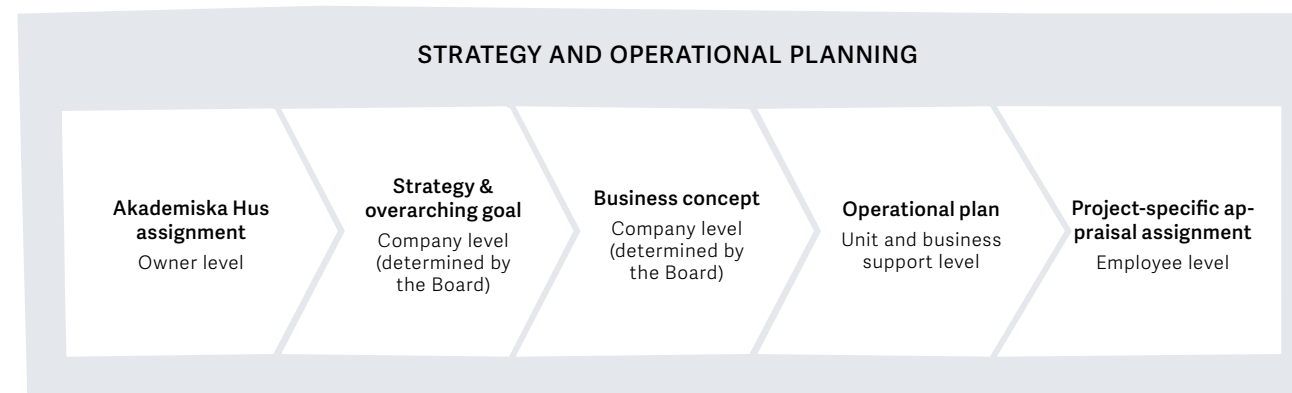 STRATEGY AND OPERATIONAL PLANNING
Akademiska Hus
assignment
Owner level
Strategy &
overarching goal
Company level
(determined by
the Board)
Business concept
Company level
(determined by
the Board)
Operational plan
Unit and business
support level
Project-specific ap-
praisal assignment
Employee level